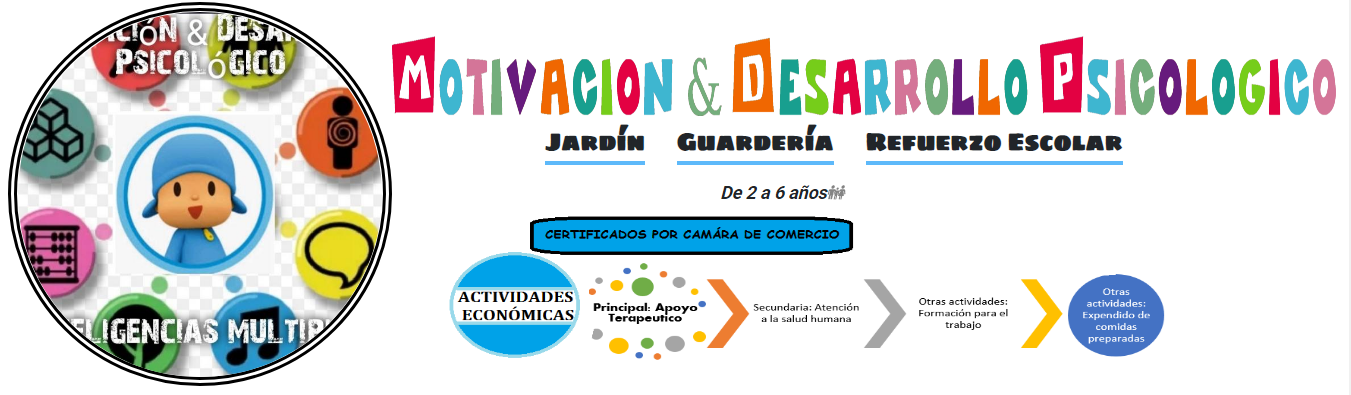 CIÓN & DESAR
PSICOLÓGICO
ELIGENCIAS MULTIP
MOTIVACION & DESARROLLO PSICOLOGICO
JARDÍN GUARDERÍA REFUERZO ESCOLAR
De 2 a 6 años
CERTIFICADOS POR CAMÁRA DE COMERCIO
ACTIVIDADES
ECONÓMICAS
Principal: Apoyo
Terapeutico
Secundaria: Atención
a la salud humana
Otras actividades:
Formación para el
trabajo
Otras
actividades:
Expendido de
comidas
preparadas